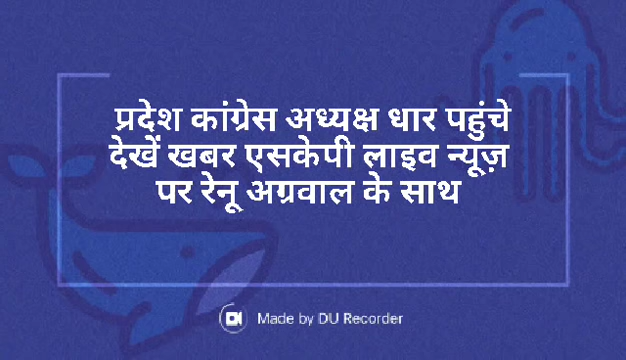 प्रदेश कांग्रेस अध्यक्ष धार पहुंचे
देखें खबर एसकेपी लाइव न्यूज़
पर रेनू अग्रवाल के साथ
Made by DU Recorder